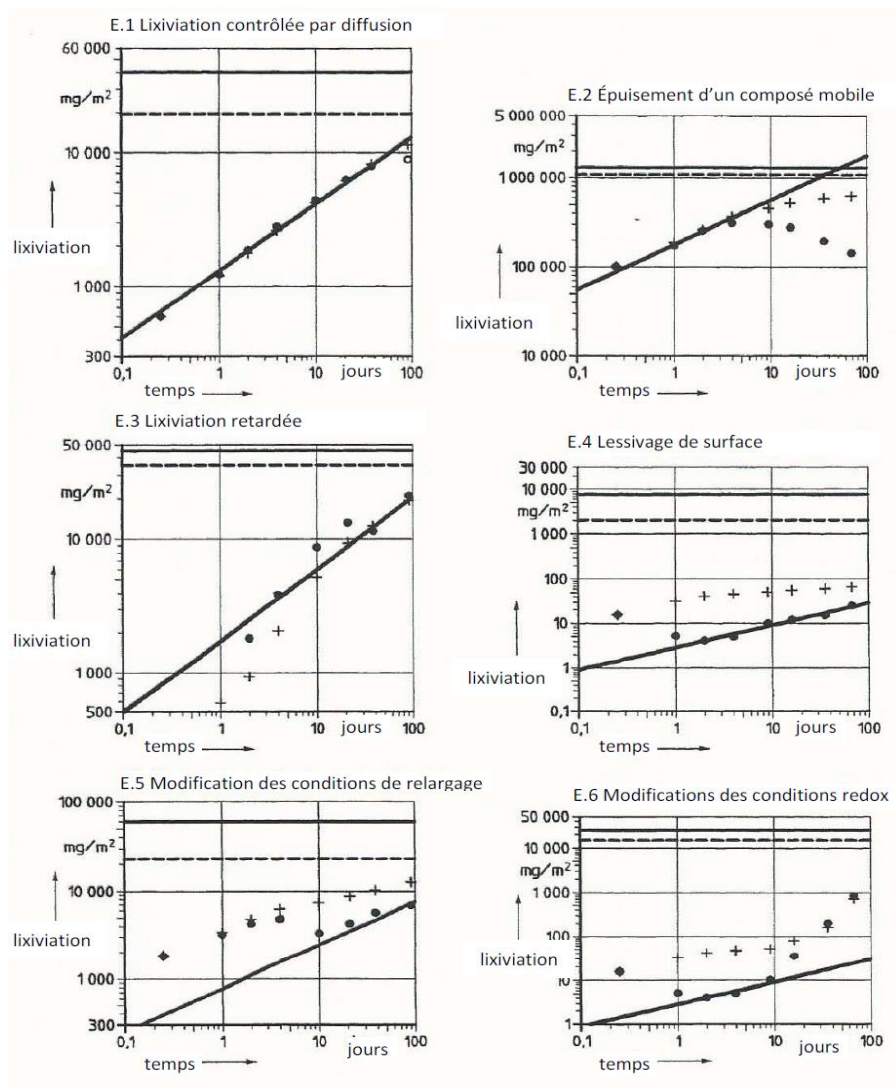 E.1 Lixiviation contrôlée par diffusion
60 000
mg/m²
10 000
lixiviation
1 000
300
0,1 1 10 jours 100
temps
E.2 Épuisement d'un composé mobile
5 000 000
mg/m²
1000 000
100 000
lixiviation
10 000
0,1 1 10 jours 100
temps
E.3 Lixiviation retardée
50 000
mg/m²
10 000
lixiviation
1 000
500
0,1 1 10 jours 100
temps
E.4 Lessivage de surface
30 000
10 000
mg/m²
1 000
100
10
lixiviation
1
0,1
0,1 1 10 jours 100
temps
E.5 Modification des conditions de relargage
100 000
mg/m²
10 000
lixiviation
1 000
300
0,1 1 10 jours 100
temps
E.6 Modifications des conditions redox
50 000
10 000
mg/m²
1 000
100
lixiviation
10
1
0,1 1 10 jours 100
temps